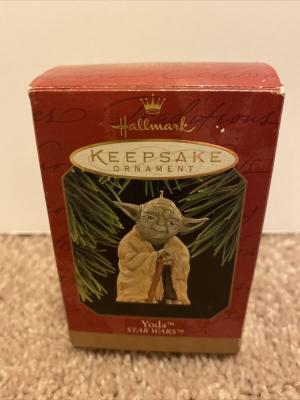 Hallmark
KEEPSAKE
ORNAMENT
Yoda™
STAR WARS™